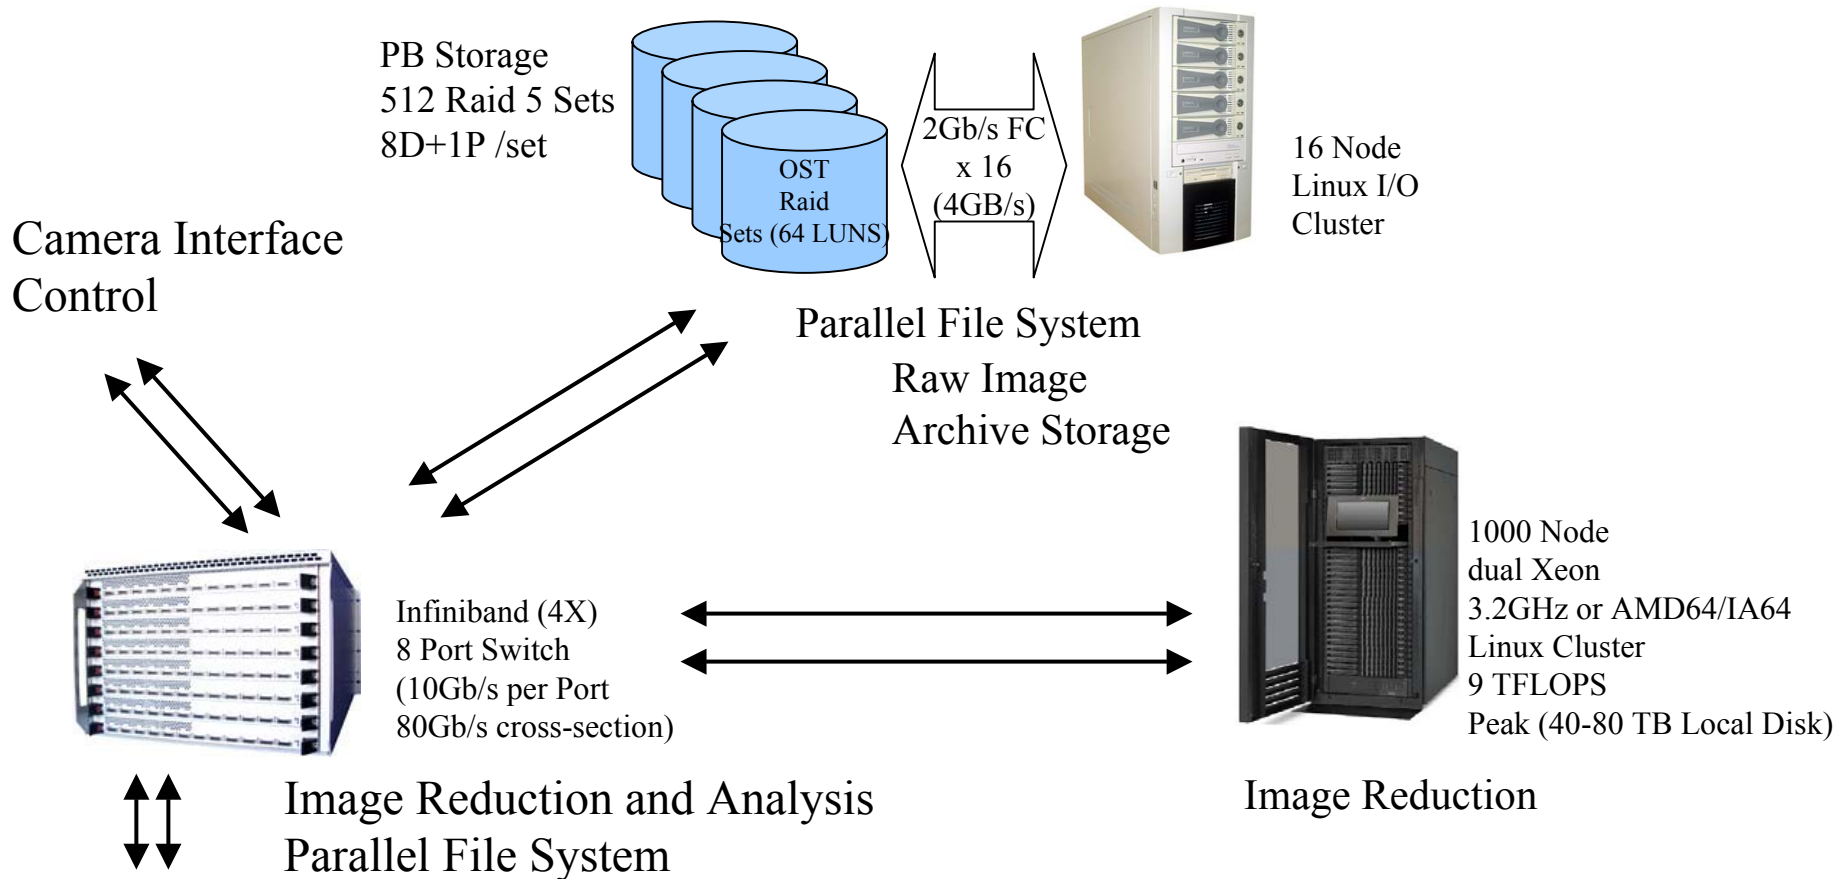 PB Storage
512 Raid 5 Sets
8D+1P /set
OST
Raid
Sets (64 LUNS)
2Gb/s FC
x 16
(4GB/s)
16 Node
Linux I/O
Cluster
Camera Interface
Control
Parallel File System
Raw Image
Archive Storage
Infiniband (4X)
8 Port Switch
(10Gb/s per Port
80Gb/s cross-section)
1000 Node
dual Xeon
3.2GHz or AMD64/IA64
Linux Cluster
9 TFLOPS
Peak (40-80 TB Local Disk)
Image Reduction and Analysis
Parallel File System
Image Reduction